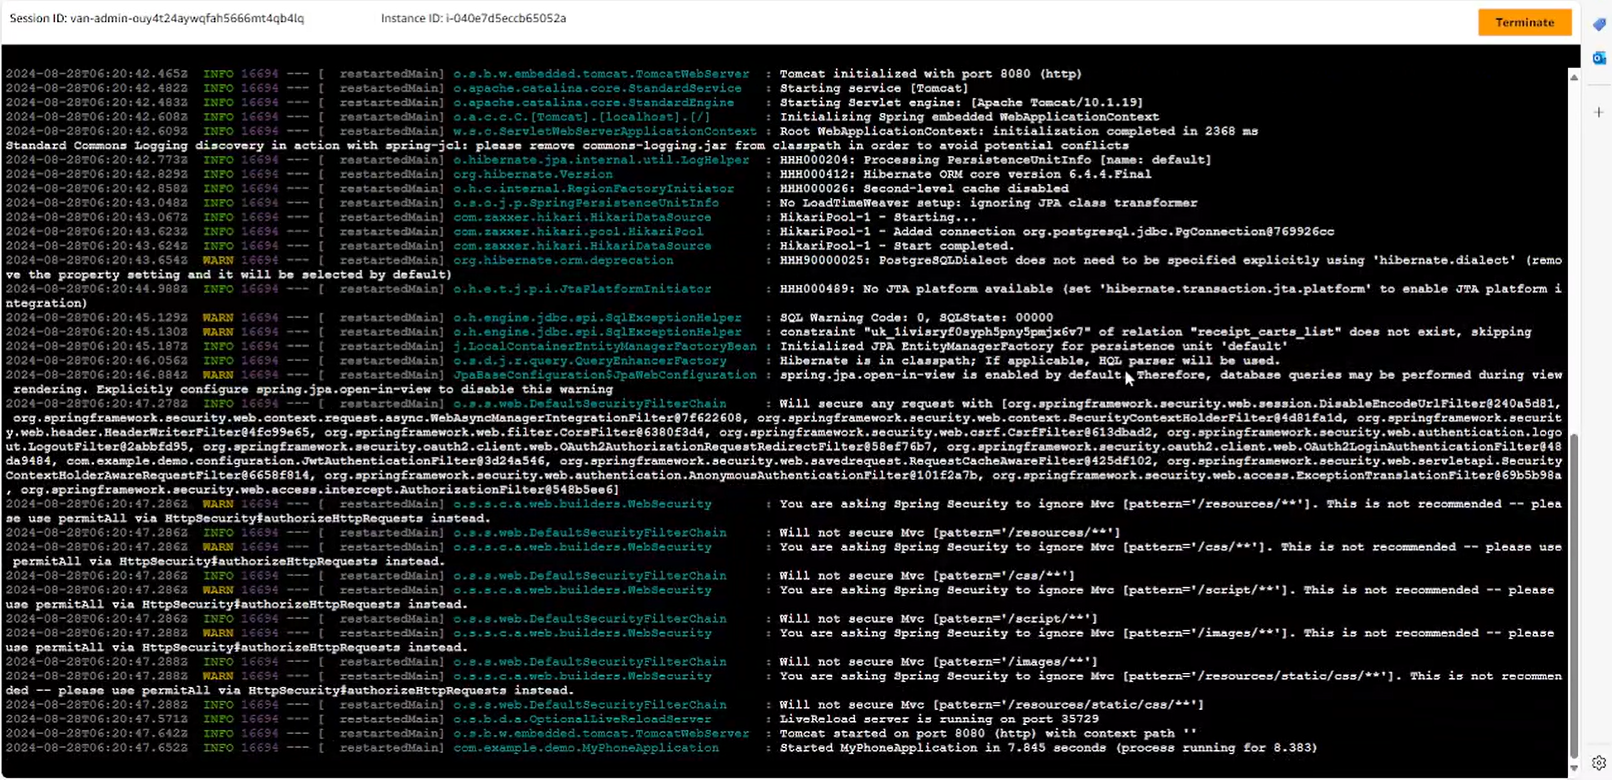 Session ID: van-admin-ouy4t24aywqfah5666mt4qb4lq Instance ID: i-040e7d5eccb65052a Terminate
2024-08-28T06:20:42.465Z INFO 16694 --- [ restartedMain] o.s.b.w.embedded.tomcat.TomcatWebServer : Tomcat initialized with port 8080 (http)
2024-08-28T06:20:42.482Z INFO 16694 --- [ restartedMain] o.apache.catalina.core.StandardService : Starting service [Tomcat]
2024-08-28T06:20:42.483Z INFO 16694 --- [ restartedMain] o.apache.catalina.core.StandardEngine : Starting Servlet engine: [Apache Tomcat/10.1.19]
2024-08-28T06:20:42.608Z INFO 16694 --- [ restartedMain] o.a.c.c.C.[Tomcat].[localhost].[/] : Initializing Spring embedded WebApplicationContext
2024-08-28T06:20:42.609Z INFO 16694 --- [ restartedMain] w.s.c.ServletWebServerApplicationContext : Root WebApplicationContext: initialization completed in 2368 ms
Standard Commons Logging discovery in action with spring-jcl: please remove commons-logging.jar from classpath in order to avoid potential conflicts
2024-08-28T06:20:42.773Z INFO 16694 --- [ restartedMain] o.hibernate.jpa.internal.util.LogHelper : HHH000204: Processing PersistenceUnitInfo [name: default]
2024-08-28T06:20:42.829Z INFO 16694 --- [ restartedMain] org.hibernate.Version : HHH000412: Hibernate ORM core version 6.4.4.Final
2024-08-28T06:20:42.858Z INFO 16694 --- [ restartedMain] o.h.c.internal.RegionFactoryInitiator : HHH000026: Second-level cache disabled
2024-08-28T06:20:43.048Z INFO 16694 --- [ restartedMain] o.s.o.j.p.SpringPersistenceUnitInfo : No LoadTimeWeaver setup: ignoring JPA class transformer
2024-08-28T06:20:43.067Z INFO 16694 --- [ restartedMain] com.zaxxer.hikari.HikariDataSource : HikariPool-1 - Starting...
2024-08-28T06:20:43.623Z INFO 16694 --- [ restartedMain] com.zaxxer.hikari.pool.HikariPool : HikariPool-1 - Added connection org.postgresql.jdbc.PgConnection@769926cc
2024-08-28T06:20:43.624Z INFO 16694 --- [ restartedMain] com.zaxxer.hikari.HikariDataSource : HikariPool-1 - Start completed.
2024-08-28T06:20:43.654Z WARN 16694 --- [ restartedMain] org.hibernate.orm.deprecation : HHH90000025: PostgreSQLDialect does not need to be specified explicitly using 'hibernate.dialect' (remo
ve the property setting and it will be selected by default)
2024-08-28T06:20:44.988Z INFO 16694 --- [ restartedMain] o.h.e.t.j.p.i.JtaPlatformInitiator : HHH000489: No JTA platform available (set 'hibernate.transaction.jta.platform' to enable JTA platform i
ntegration)
2024-08-28T06:20:45.129Z WARN 16694 --- [ restartedMain] o.h.engine.jdbc.spi.SqlExceptionHelper : SQL Warning Code: 0, SQLState: 00000
2024-08-28T06:20:45.130Z WARN 16694 --- [ restartedMain] o.h.engine.jdbc.spi.SqlExceptionHelper : constraint "uk_livisryf0syph5pny5pmjx6v7" of relation "receipt_carts_list" does not exist, skipping
2024-08-28T06:20:45.187Z INFO 16694 --- [ restartedMain] j.LocalContainerEntityManagerFactoryBean : Initialized JPA EntityManagerFactory for persistence unit 'default'
2024-08-28T06:20:46.056Z INFO 16694 --- [ restartedMain] o.s.d.j.r.query.QueryEnhancerFactory : Hibernate is in classpath; If applicable, HQL parser will be used.
2024-08-28T06:20:46.884Z WARN 16694 --- [ restartedMain] JpaBaseConfiguration$JpaWebConfiguration : spring.jpa.open-in-view is enabled by default. Therefore, database queries may be performed during view
rendering. Explicitly configure spring.jpa.open-in-view to disable this warning
2024-08-28T06:20:47.278Z INFO 16694 --- [ restartedMain] o.s.s.web.DefaultSecurityFilterChain : Will secure any request with [org.springframework.security.web.session.DisableEncodeUrlFilter@240a5d81,
org.springframework.security.web.context.request.async.WebAsyncManagerIntegrationFilter@7f622608, org.springframework.security.web.context.SecurityContextHolderFilter@4d81fa1d, org.springframework.securit
y.web.header.HeaderWriterFilter@4fc99e65, org.springframework.web.filter.CorsFilter@6380f3d4, org.springframework.security.web.csrf.CsrfFilter@613dbad2, org.springframework.security.web.authentication.logo
ut.LogoutFilter@2abbfd95, org.springframework.security.oauth2.client.web.OAuth2AuthorizationRequestRedirectFilter@58ef76b7, org.springframework.security.oauth2.client.web.OAuth2LoginAuthenticationFilter@48
da9484, com.example.demo.configuration.JwtAuthenticationFilter@3d24a546, org.springframework.security.web.savedrequest.RequestCacheAwareFilter@425df102, org.springframework.security.web.servletapi.Security
ContextHolderAwareRequestFilter@6658f814, org.springframework.security.web.authentication.AnonymousAuthenticationFilter@101f2a7b, org.springframework.security.web.access.ExceptionTranslationFilter@69b5b98a
, org.springframework.security.web.access.intercept.AuthorizationFilter@548b5ee6]
2024-08-28T06:20:47.285Z WARN 16694 --- [ restartedMain] o.s.s.c.a.web.builders.WebSecurity : You are asking Spring Security to ignore Mvc [pattern='/resources/**']. This is not recommended -- plea
se use permitAll via HttpSecurity#authorizeHttpRequests instead.
2024-08-28T06:20:47.286Z INFO 16694 --- [ restartedMain] o.s.s.web.DefaultSecurityFilterChain : Will not secure Mvc [pattern='/resources/**']
2024-08-28T06:20:47.286Z WARN 16694 --- [ restartedMain] o.s.s.c.a.web.builders.WebSecurity : You are asking Spring Security to ignore Mvc [pattern='/css/**']. This is not recommended -- please use
permitAll via HttpSecurity#authorizeHttpRequests instead.
2024-08-28T06:20:47.286Z INFO 16694 --- [ restartedMain] o.s.s.web.DefaultSecurityFilterChain : Will not secure Mvc [pattern='/css/**']
2024-08-28T06:20:47.286Z WARN 16694 --- [ restartedMain] o.s.s.c.a.web.builders.WebSecurity : You are asking Spring Security to ignore Mvc [pattern='/script/**']. This is not recommended -- please
use permitAll via HttpSecurity#authorizeHttpRequests instead.
2024-08-28T06:20:47.286Z INFO 16694 --- [ restartedMain] o.s.s.web.DefaultSecurityFilterChain : Will not secure Mvc [pattern='/script/**']
2024-08-28T06:20:47.288Z WARN 16694 --- [ restartedMain] o.s.s.c.a.web.builders.WebSecurity : You are asking Spring Security to ignore Mvc [pattern='/images/**']. This is not recommended -- please
use permitAll via HttpSecurity#authorizeHttpRequests instead.
2024-08-28T06:20:47.288Z INFO 16694 --- [ restartedMain] o.s.s.web.DefaultSecurityFilterChain : Will not secure Mvc [pattern='/images/**']
2024-08-28T06:20:47.288Z WARN 16694 --- [ restartedMain] o.s.s.c.a.web.builders.WebSecurity : You are asking Spring Security to ignore Mvc [pattern='/resources/static/css/**']. This is not recommen
ded -- please use permitAll via HttpSecurity#authorizeHttpRequests instead.
2024-08-28T06:20:47.288Z INFO 16694 --- [ restartedMain] o.s.s.web.DefaultSecurityFilterChain : Will not secure Mvc [pattern='/resources/static/css/**']
2024-08-28T06:20:47.571Z INFO 16694 --- [ restartedMain] o.s.b.d.a.OptionalLiveReloadServer : LiveReload server is running on port 35729
2024-08-28T06:20:47.642Z INFO 16694 --- [ restartedMain] o.s.b.w.embedded.tomcat.TomcatWebServer : Tomcat started on port 8080 (http) with context path ''
2024-08-28T06:20:47.652Z INFO 16694 --- [ restartedMain] com.example.demo.MyPhoneApplication : Started MyPhoneApplication in 7.845 seconds (process running for 8.383)